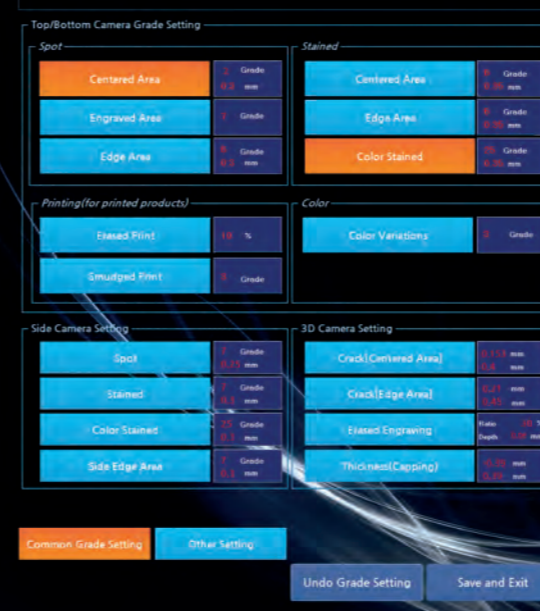 Top/Bottom Camera Grade Setting
Spot
Centered Area
Grade
mm
Engraved Area
Grade
Edge Area
Grade
mm
Stained
Centered Area
Grade
mm
Edge Area
Grade
mm
Color Stained
Grade
mm
Printing(for printed products)
Erased Print
%
Smudged Print
Grade
Color
Color Variations
Grade
Side Camera Setting
Spot
Grade
mm
Stained
Grade
mm
Color Stained
Grade
mm
Side Edge Area
Grade
mm
3D Camera Setting
Crack[Centered Area]
mm
mm
Crack[Edge Area]
mm
mm
Erased Engraving
Ratio
Depth
Thickness(Capping)
mm
mm
Common Grade Setting
Other Setting
Undo Grade Setting
Save and Exit